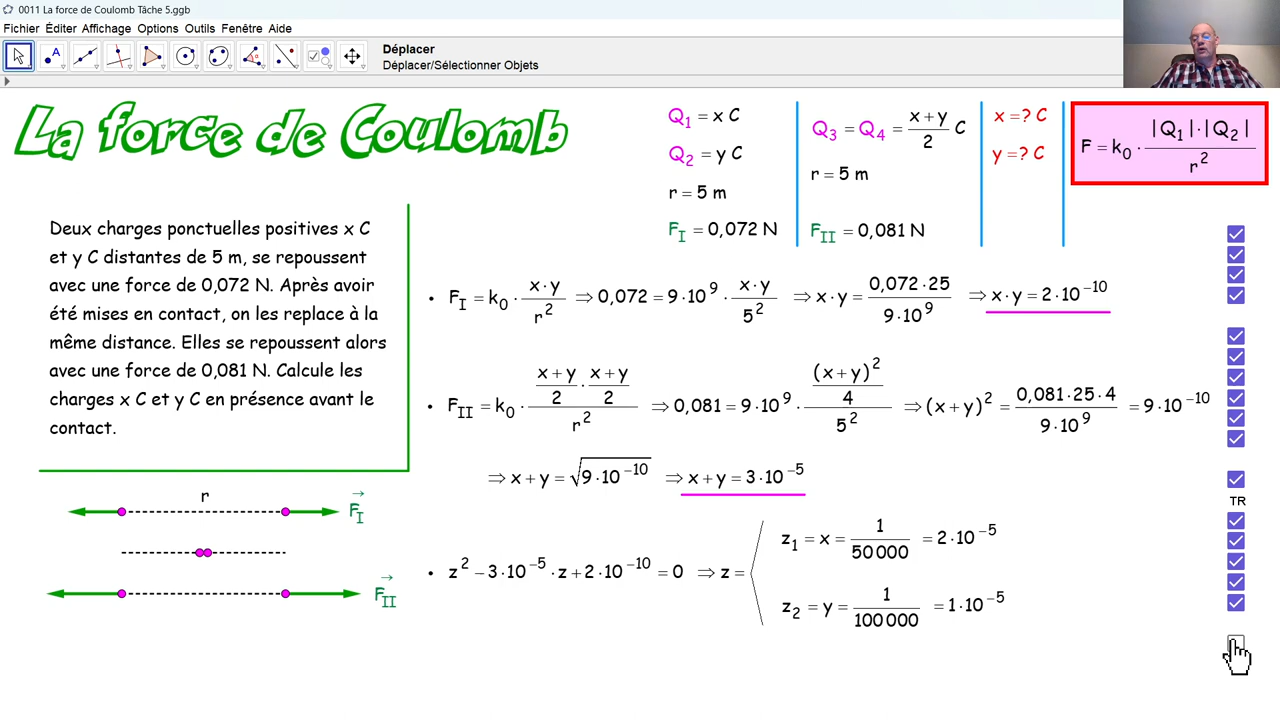 0011 La force de Coulomb Tâche 5.ggb
Fichier Éditer Affichage Options Outils Fenêtre Aide
Déplacer
Déplacer/Sélectionner Objets
La force de Coulomb
Q₁ = x C
Q₂ = y C
r = 5 m
F_I = 0,072 N
Q₃ = Q₄ = (x + y)/2 C
r = 5 m
F_II = 0,081 N
x = ? C
y = ? C
F = k₀ · |Q₁|·|Q₂| / r²
Deux charges ponctuelles positives x C
et y C distantes de 5 m, se repoussent
avec une force de 0,072 N. Après avoir
été mises en contact, on les replace à la
même distance. Elles se repoussent alors
avec une force de 0,081 N. Calcule les
charges x C et y C en présence avant le
contact.
• F_I = k₀ · (x · y)/r² ⇒ 0,072 = 9·10⁹ · (x · y)/5² ⇒ x · y = (0,072 · 25)/(9·10⁹) ⇒ x · y = 2·10⁻¹⁰
• F_II = k₀ · ((x + y)/2 · (x + y)/2)/r² ⇒ 0,081 = 9·10⁹ · ((x + y)²/4)/5² ⇒ (x + y)² = (0,081 · 25 · 4)/(9·10⁹) = 9·10⁻¹⁰
⇒ x + y = √(9·10⁻¹⁰) ⇒ x + y = 3·10⁻⁵
• z² − 3·10⁻⁵ · z + 2·10⁻¹⁰ = 0 ⇒ z =
z₁ = x = 1/50 000 = 2·10⁻⁵
z₂ = y = 1/100 000 = 1·10⁻⁵
r
F_I
F_II
TR